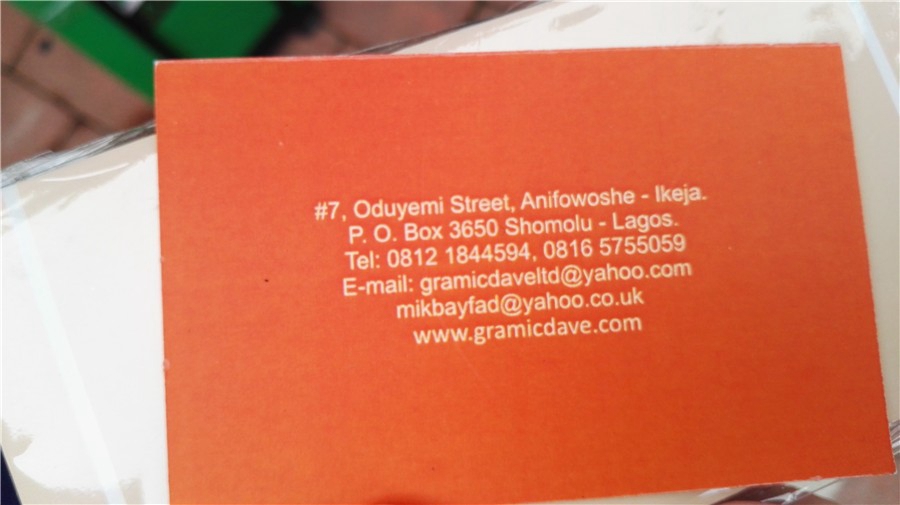 #7, Oduyemi Street, Anifowoshe - Ikeja.
P. O. Box 3650 Shomolu - Lagos.
Tel: 0812 1844594, 0816 5755059
E-mail: gramicdaveltd@yahoo.com
mikbayfad@yahoo.co.uk
www.gramicdave.com